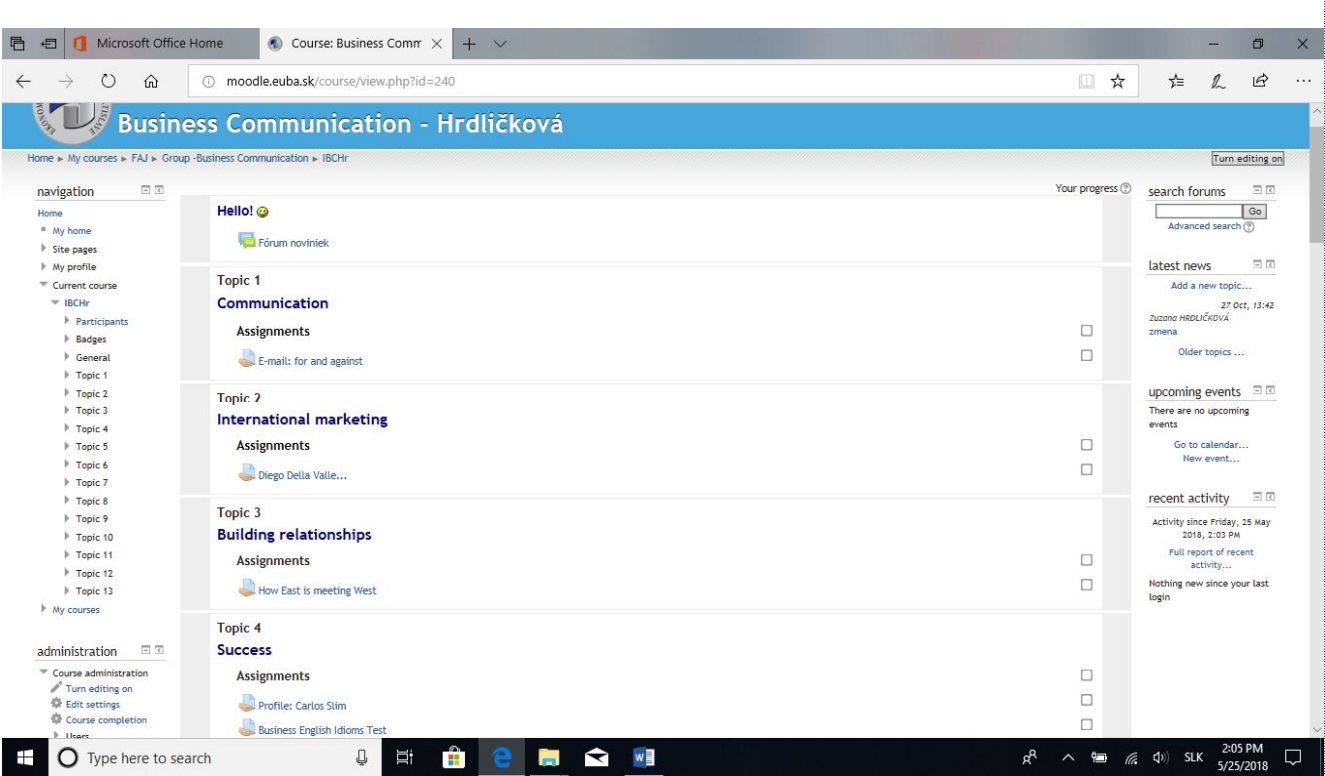 Microsoft Office Home
Course: Business Comm
moodle.euba.sk/course/view.php?id=240
Business Communication - Hrdličková
Home ► My courses ► FAJ ► Group -Business Communication ► IBCHr
Turn editing on
navigation
Home
My home
Site pages
My profile
Current course
IBCHr
Participants
Badges
General
Topic 1
Topic 2
Topic 3
Topic 4
Topic 5
Topic 6
Topic 7
Topic 8
Topic 9
Topic 10
Topic 11
Topic 12
Topic 13
My courses
administration
Course administration
Turn editing on
Edit settings
Course completion
Users
Your progress
Hello!
Fórum noviniek
Topic 1
Communication
Assignments
E-mail: for and against
Topic 2
International marketing
Assignments
Diego Della Valle...
Topic 3
Building relationships
Assignments
How East is meeting West
Topic 4
Success
Assignments
Profile: Carlos Slim
Business English Idioms Test
search forums
Go
Advanced search
latest news
Add a new topic...
27 Oct, 13:42
Zuzana HRDLIČKOVÁ
zmena
Older topics ...
upcoming events
There are no upcoming
events
Go to calendar...
New event...
recent activity
Activity since Friday, 25 May
2018, 2:03 PM
Full report of recent
activity...
Nothing new since your last
login
Type here to search
SLK
2:05 PM
5/25/2018